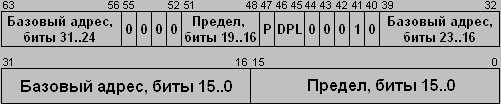 63 56 55 52 51 48 47 46 45 44 43 42 41 40 39 32
Базовый адрес, биты 31..24 0 0 0 0 Предел, биты 19..16 P DPL 0 0 0 1 0 Базовый адрес, биты 23..16
31 16 15 0
Базовый адрес, биты 15..0 Предел, биты 15..0